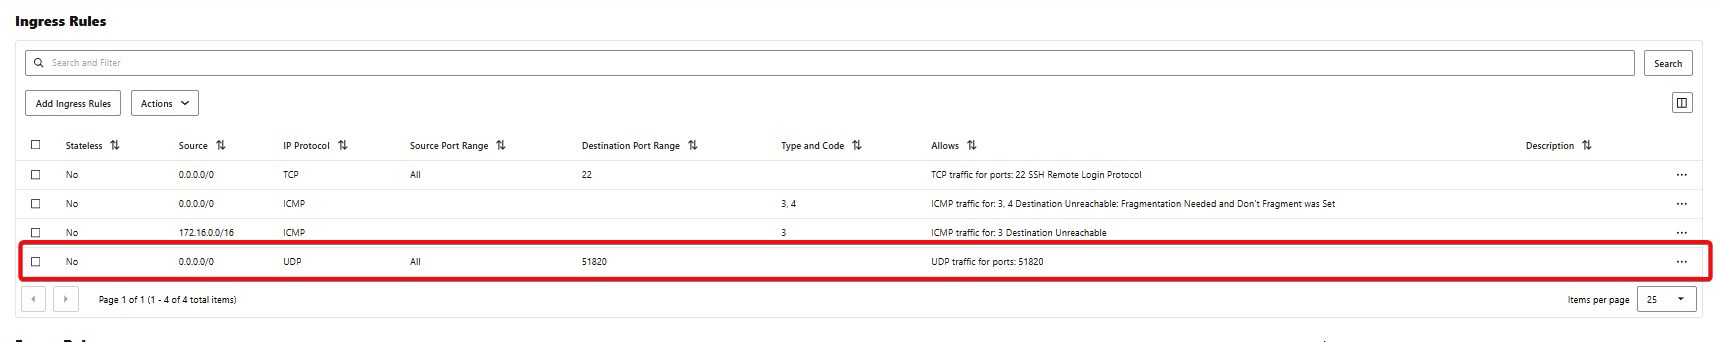 Ingress Rules
Search and Filter
Search
Add Ingress Rules Actions
Stateless Source IP Protocol Source Port Range Destination Port Range Type and Code Allows Description
No 0.0.0.0/0 TCP All 22 TCP traffic for ports: 22 SSH Remote Login Protocol ...
No 0.0.0.0/0 ICMP 3, 4 ICMP traffic for: 3, 4 Destination Unreachable: Fragmentation Needed and Don't Fragment was Set ...
No 172.16.0.0/16 ICMP 3 ICMP traffic for: 3 Destination Unreachable ...
No 0.0.0.0/0 UDP All 51820 UDP traffic for ports: 51820 ...
Page 1 of 1 (1 - 4 of 4 total items) Items per page 25